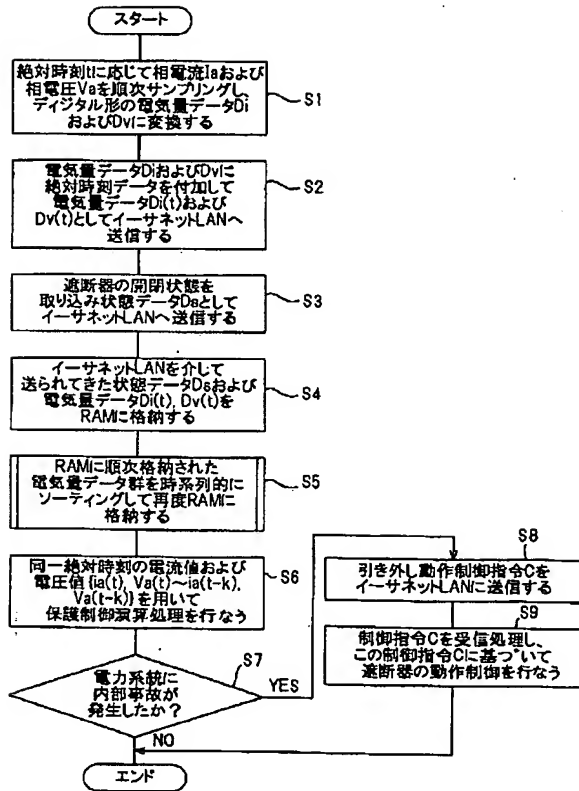 スタート
絶対時刻tに応じて相電流Iaおよび
相電圧Vaを順次サンプリングし、
ディジタル形の電気量データDi
およびDvに変換する
S1
電気量データDiおよびDvに
絶対時刻データを付加して
電気量データDi(t)および
Dv(t)としてイーサネットLANへ
送信する
S2
遮断器の開閉状態を
取り込み状態データDsとして
イーサネットLANへ送信する
S3
イーサネットLANを介して
送られてきた状態データDsおよび
電気量データDi(t), Dv(t)を
RAMに格納する
S4
RAMに順次格納された
電気量データ群を時系列的に
ソーティングして再度RAMに
格納する
S5
同一絶対時刻の電流値および
電圧値{ia(t), Va(t)~ia(t-k),
Va(t-k)}を用いて
保護制御演算処理を行なう
S6
電力系統に
内部事故が
発生したか?
S7
YES
NO
S8
引き外し動作制御指令Cを
イーサネットLANに送信する
S9
制御指令Cを受信処理し、
この制御指令Cに基づいて
遮断器の動作制御を行なう
エンド